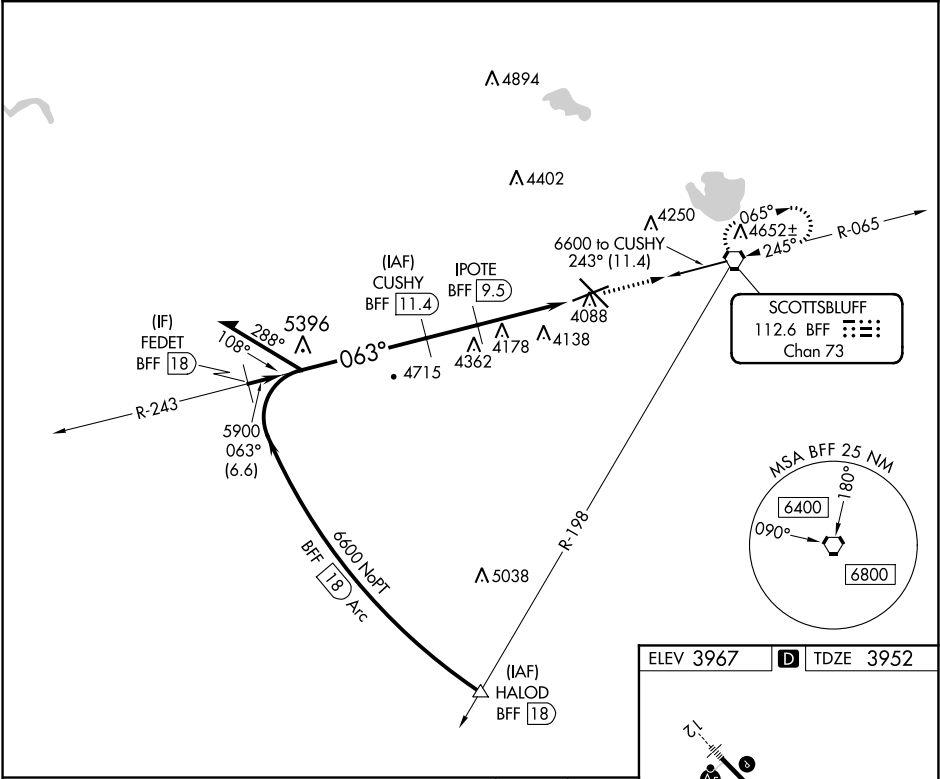 4894
4402
4250
065°
4652±
245°
R-065
6600 to CUSHY
243° (11.4)
(IAF)
CUSHY
BFF 11.4
IPOTE
BFF 9.5
4088
SCOTTSBLUFF
112.6 BFF
Chan 73
(IF)
FEDET
BFF 18
288°
108°
5396
063°
4362
4178
4138
4715
R-243
5900
063°
(6.6)
MSA BFF 25 NM
180°
6400
090°
6800
R-198
6600 NoPT
BFF 18 Arc
5038
(IAF)
HALOD
BFF 18
ELEV 3967 D TDZE 3952
12